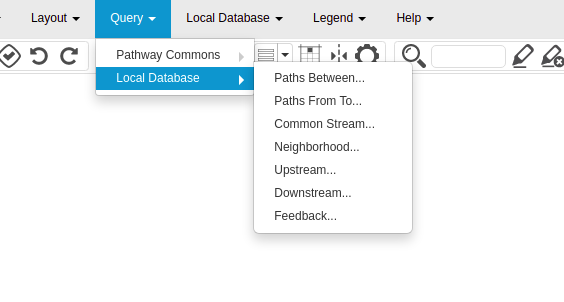 Layout Query Local Database Legend Help
Pathway Commons
Local Database
Paths Between...
Paths From To...
Common Stream...
Neighborhood...
Upstream...
Downstream...
Feedback...